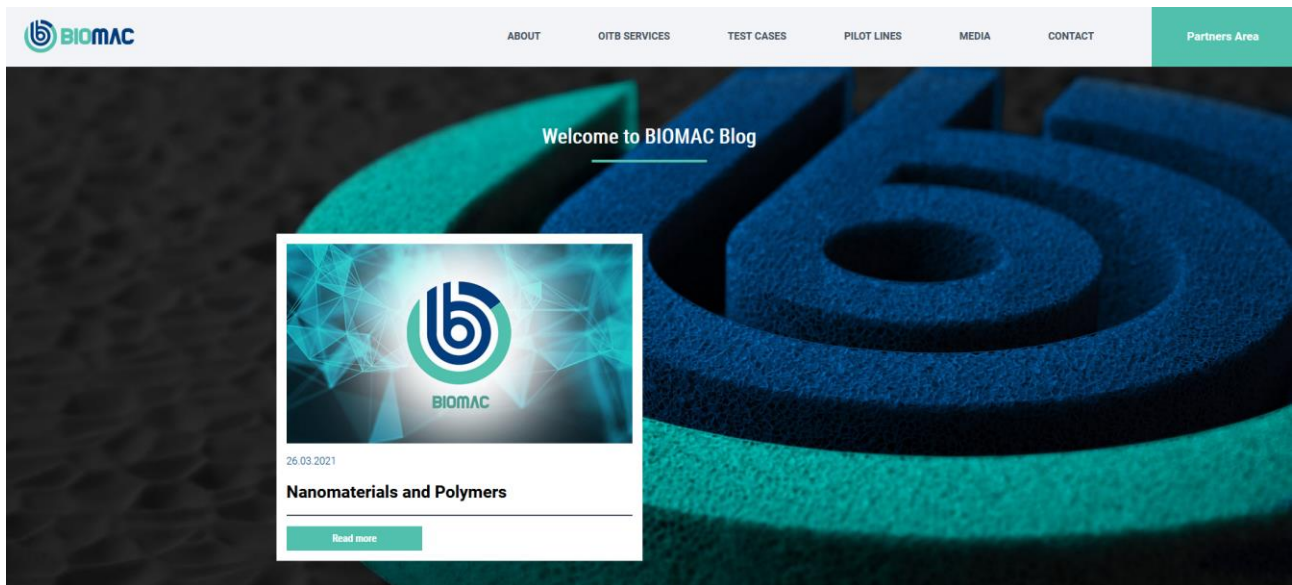 BIOMAC
ABOUT OITB SERVICES TEST CASES PILOT LINES MEDIA CONTACT Partners Area
Welcome to BIOMAC Blog
BIOMAC
26.03.2021
Nanomaterials and Polymers
Read more